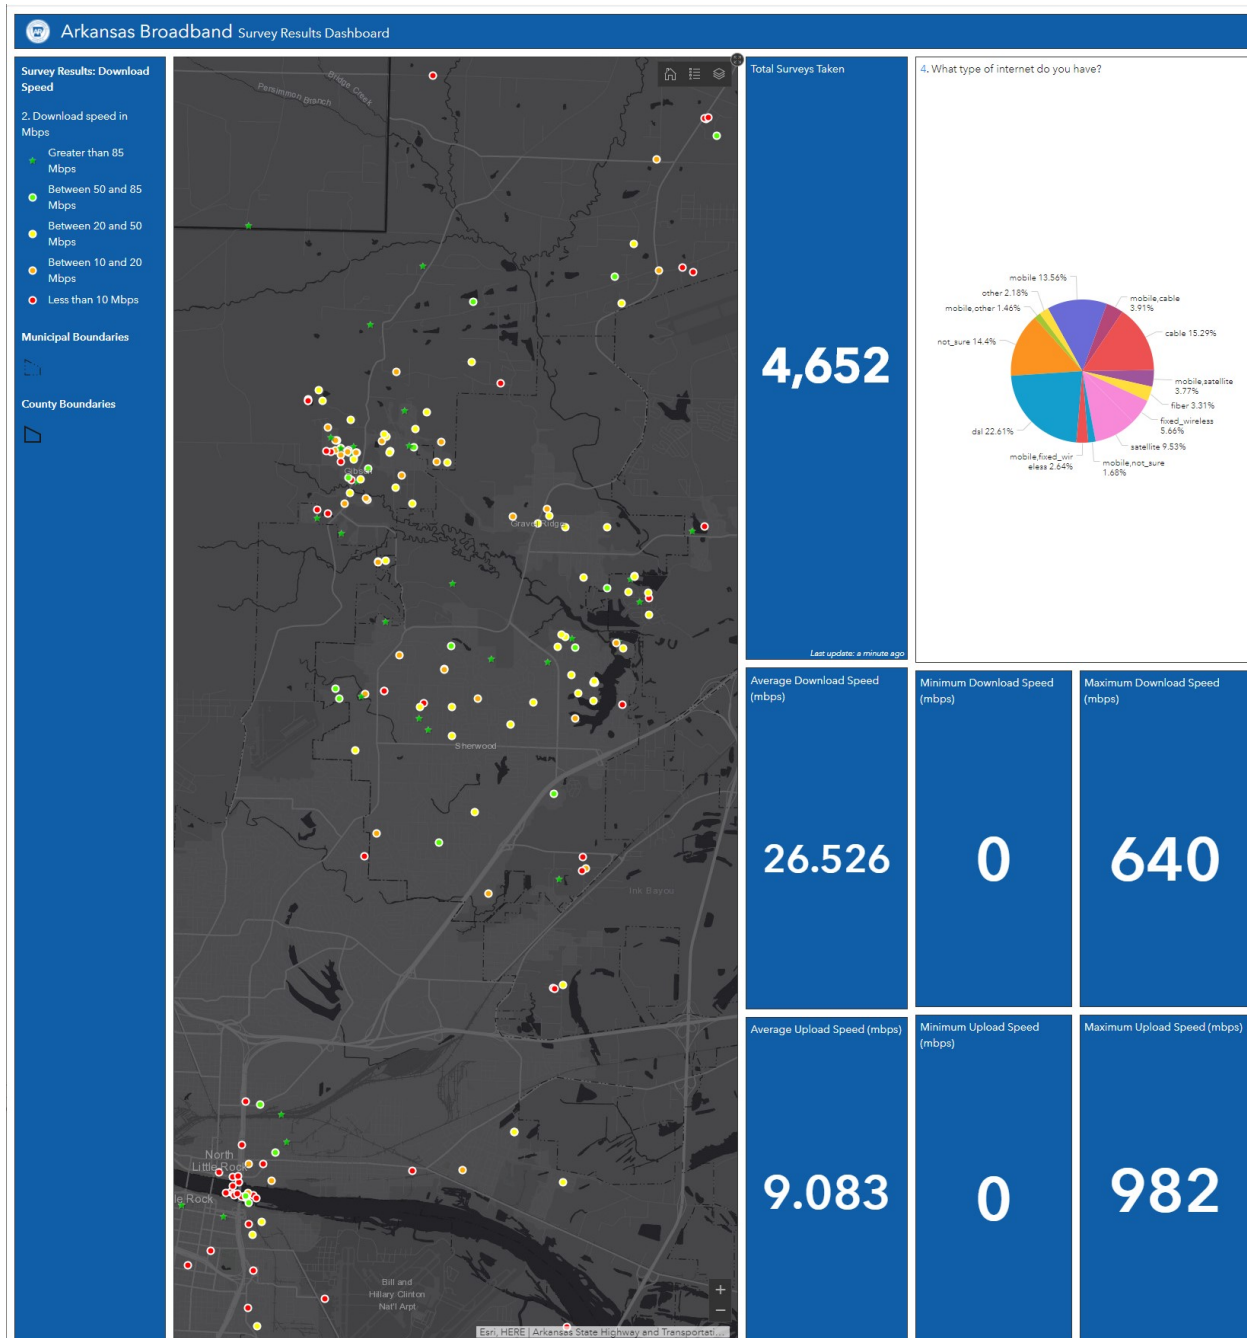 Arkansas Broadband Survey Results Dashboard
Survey Results: Download
Speed
2. Download speed in
Mbps
Greater than 85
Mbps
Between 50 and 85
Mbps
Between 20 and 50
Mbps
Between 10 and 20
Mbps
Less than 10 Mbps
Municipal Boundaries
County Boundaries
Persimmon Branch
Bridge Creek
Gravel Ridge
Sherwood
Ink Bayou
North
Little Rock
le Rock
Bill and
Hillary Clinton
Nat'l Arpt
+
−
Esri, HERE | Arkansas State Highway and Transportati...
Total Surveys Taken
4,652
Last update: a minute ago
4. What type of internet do you have?
mobile 13.56%
other 2.18%
mobile,other 1.46%
not_sure 14.4%
dsl 22.61%
mobile,fixed_wir
eless 2.64%
mobile,not_sure
1.68%
satellite 9.53%
fixed_wireless
5.66%
fiber 3.31%
mobile,satellite
3.77%
cable 15.29%
mobile,cable
3.91%
Average Download Speed
(mbps)
26.526
Minimum Download Speed
(mbps)
0
Maximum Download Speed
(mbps)
640
Average Upload Speed (mbps)
9.083
Minimum Upload Speed
(mbps)
0
Maximum Upload Speed (mbps)
982